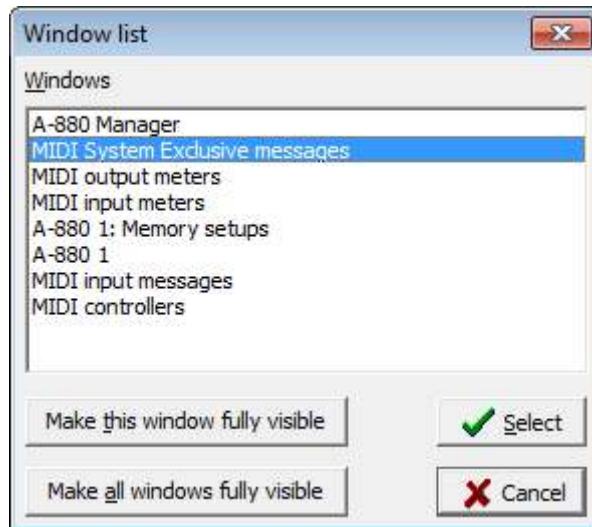 Window list
Windows
A-880 Manager
MIDI System Exclusive messages
MIDI output meters
MIDI input meters
A-880 1: Memory setups
A-880 1
MIDI input messages
MIDI controllers
Make this window fully visible
Select
Make all windows fully visible
Cancel